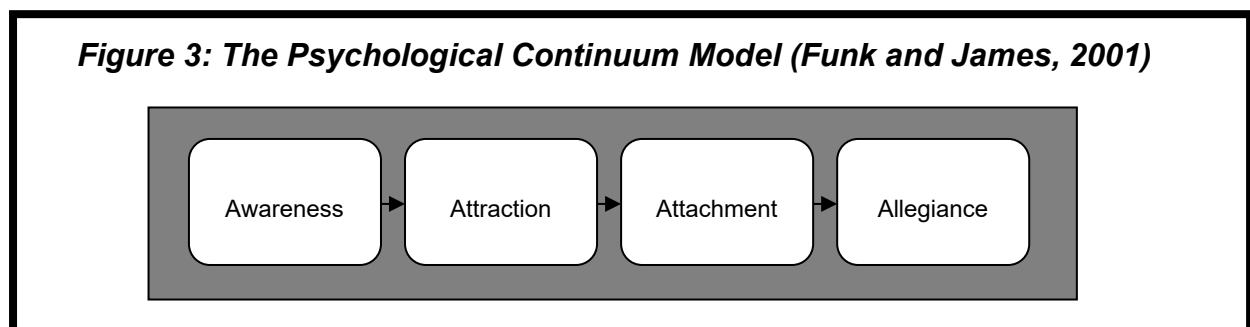 Figure 3: The Psychological Continuum Model (Funk and James, 2001)
Awareness
Attraction
Attachment
Allegiance